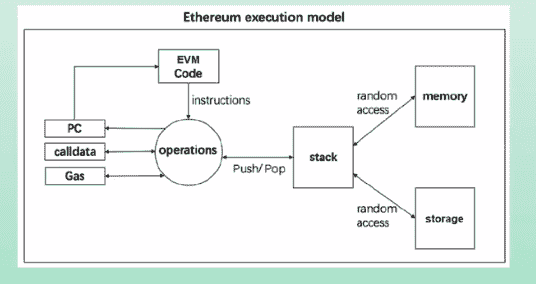 Ethereum execution model
EVM
Code
instructions
PC
calldata
Gas
operations
Push/Pop
stack
random
access
memory
random
access
storage